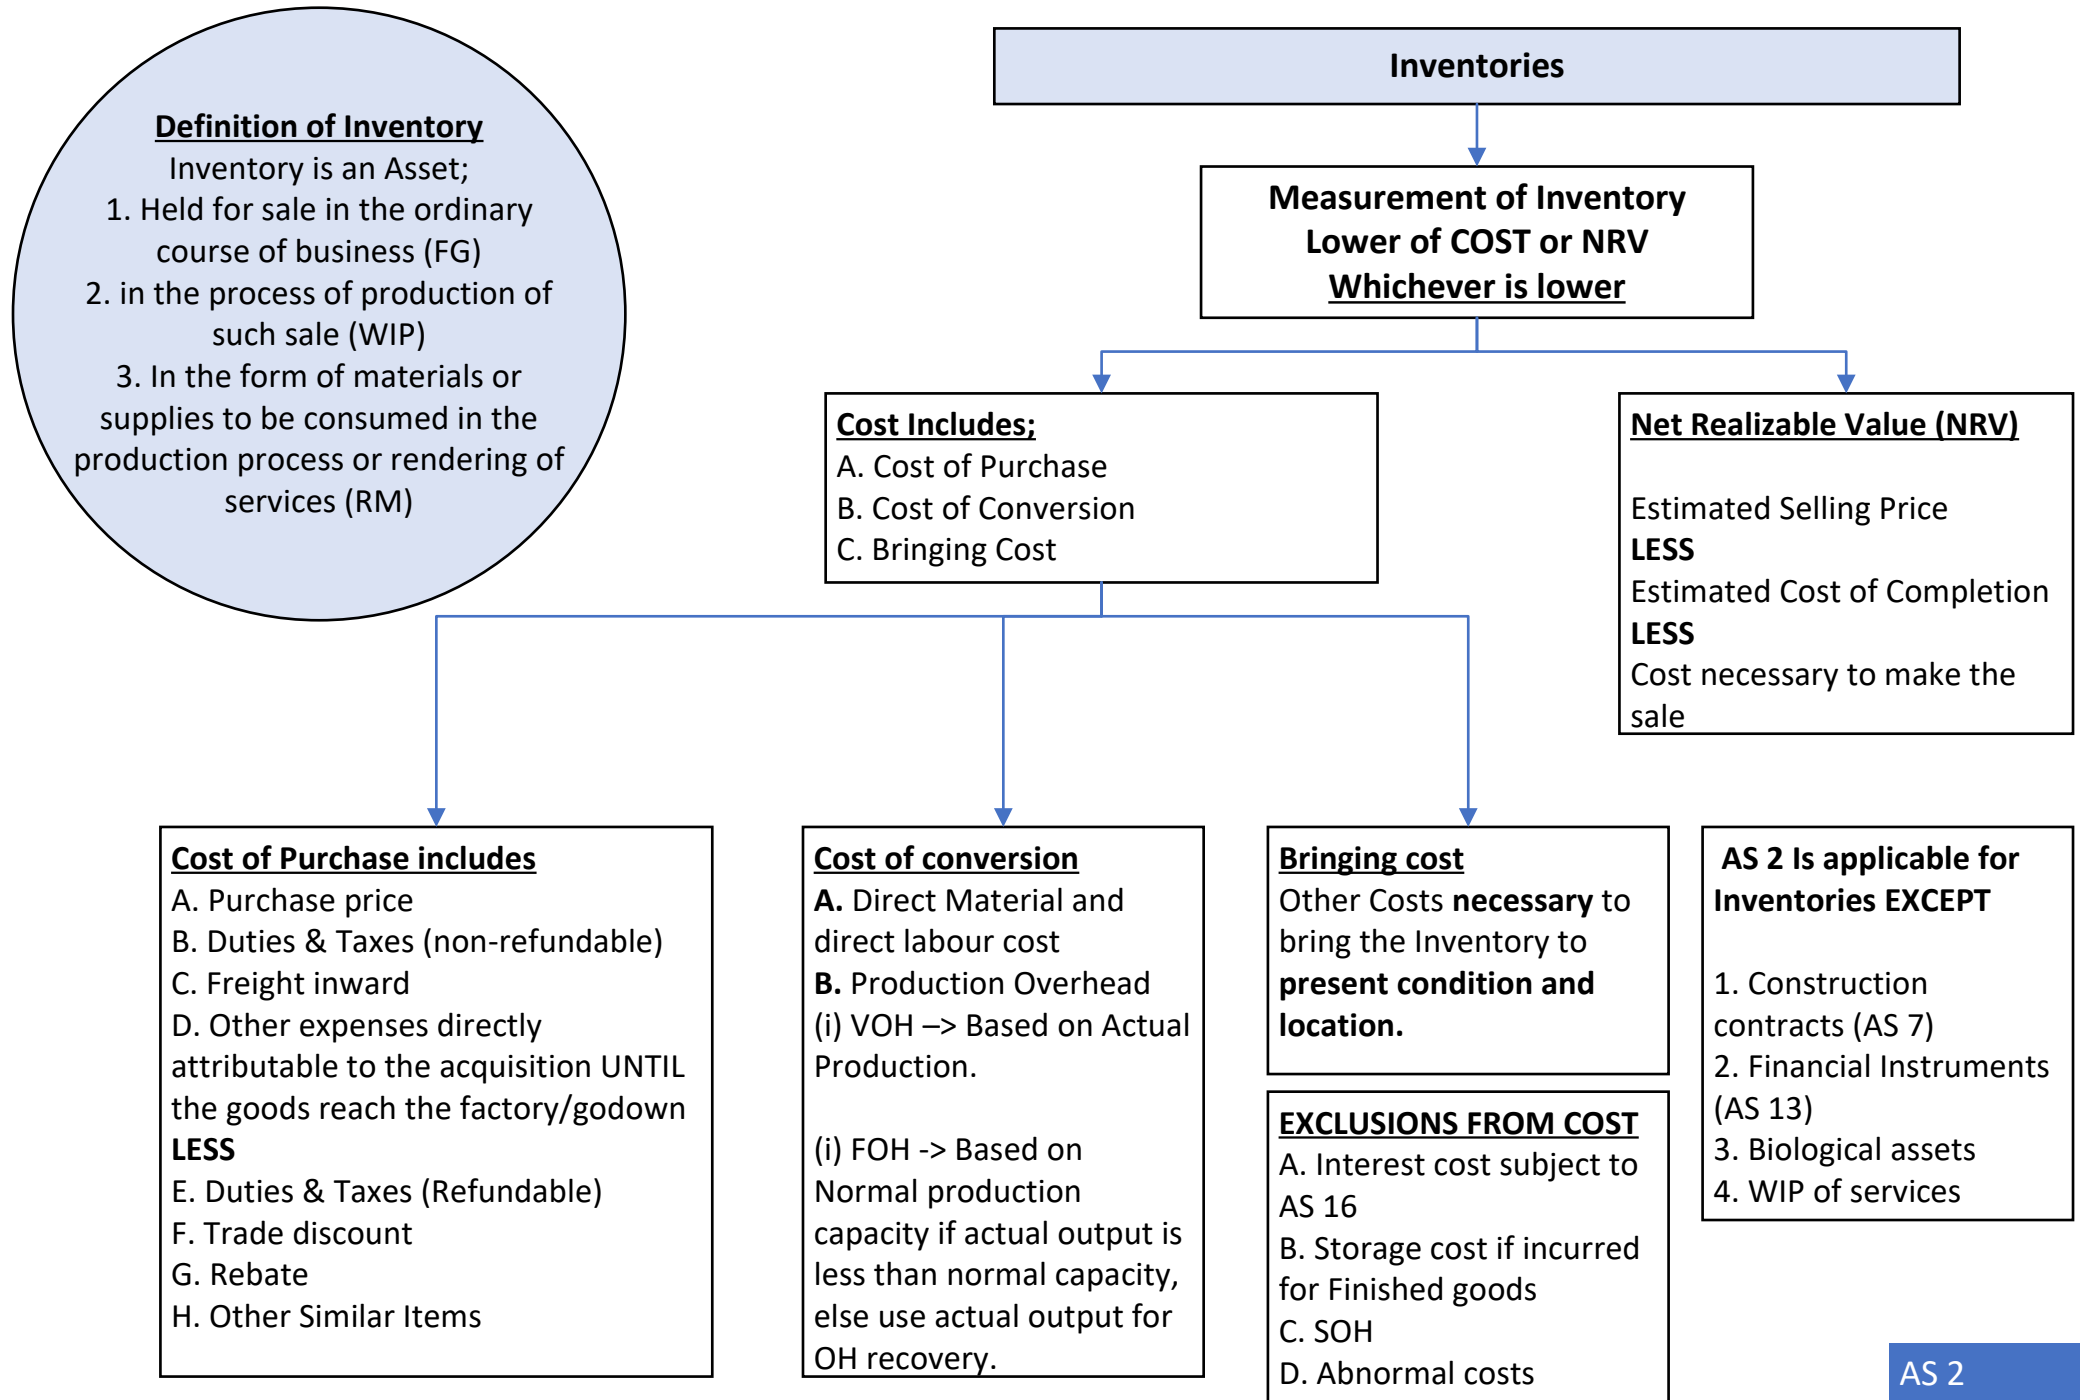 Inventories
Definition of Inventory
Inventory is an Asset;
1. Held for sale in the ordinary
course of business (FG)
2. in the process of production of
such sale (WIP)
3. In the form of materials or
supplies to be consumed in the
production process or rendering of
services (RM)
Measurement of Inventory
Lower of COST or NRV
Whichever is lower
Cost Includes;
A. Cost of Purchase
B. Cost of Conversion
C. Bringing Cost
Net Realizable Value (NRV)
Estimated Selling Price
LESS
Estimated Cost of Completion
LESS
Cost necessary to make the
sale
Cost of Purchase includes
A. Purchase price
B. Duties & Taxes (non-refundable)
C. Freight inward
D. Other expenses directly
attributable to the acquisition UNTIL
the goods reach the factory/godown
LESS
E. Duties & Taxes (Refundable)
F. Trade discount
G. Rebate
H. Other Similar Items
Cost of conversion
A. Direct Material and
direct labour cost
B. Production Overhead
(i) VOH –> Based on Actual
Production.
(i) FOH -> Based on
Normal production
capacity if actual output is
less than normal capacity,
else use actual output for
OH recovery.
Bringing cost
Other Costs necessary to
bring the Inventory to
present condition and
location.
EXCLUSIONS FROM COST
A. Interest cost subject to
AS 16
B. Storage cost if incurred
for Finished goods
C. SOH
D. Abnormal costs
AS 2 Is applicable for
Inventories EXCEPT
1. Construction
contracts (AS 7)
2. Financial Instruments
(AS 13)
3. Biological assets
4. WIP of services
AS 2